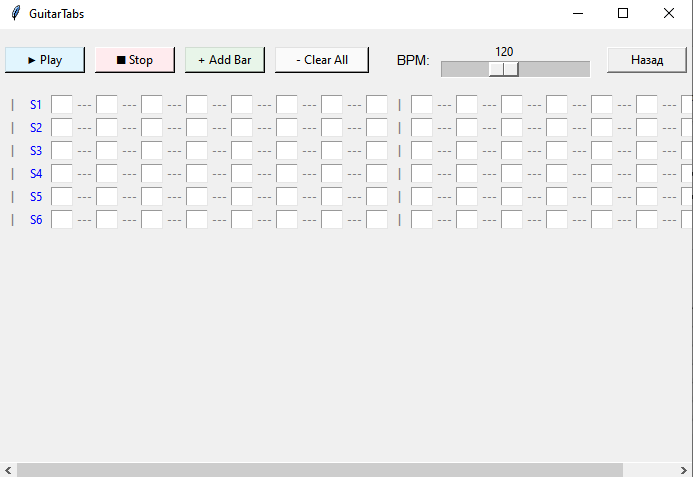 GuitarTabs
► Play ■ Stop + Add Bar - Clear All BPM: 120 Назад
| S1 --- --- --- --- --- --- --- | --- --- --- --- --- ---
| S2 --- --- --- --- --- --- --- | --- --- --- --- --- ---
| S3 --- --- --- --- --- --- --- | --- --- --- --- --- ---
| S4 --- --- --- --- --- --- --- | --- --- --- --- --- ---
| S5 --- --- --- --- --- --- --- | --- --- --- --- --- ---
| S6 --- --- --- --- --- --- --- | --- --- --- --- --- ---